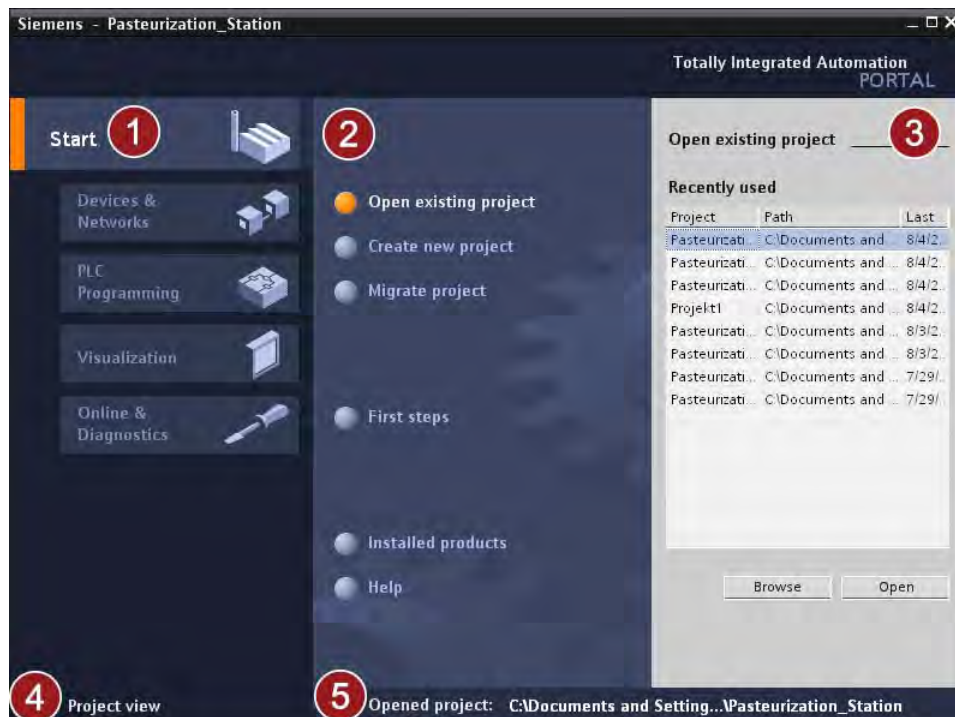 Siemens - Pasteurization_Station
Totally Integrated Automation
PORTAL
Start
1
Devices &
Networks
PLC
Programming
Visualization
Online &
Diagnostics
2
Open existing project
Create new project
Migrate project
First steps
Installed products
Help
Open existing project
3
Recently used
Project Path Last
Pasteurizati... C:\Documents and ... 8/4/2...
Pasteurizati... C:\Documents and ... 8/4/2...
Pasteurizati... C:\Documents and ... 8/4/2...
Projekt1 C:\Documents and ... 8/4/2...
Pasteurizati... C:\Documents and ... 8/3/2...
Pasteurizati... C:\Documents and ... 8/3/2...
Pasteurizati... C:\Documents and ... 7/29/...
Pasteurizati... C:\Documents and ... 7/29/
Browse Open
4 Project view
5 Opened project: C:\Documents and Setting...\Pasteurization_Station